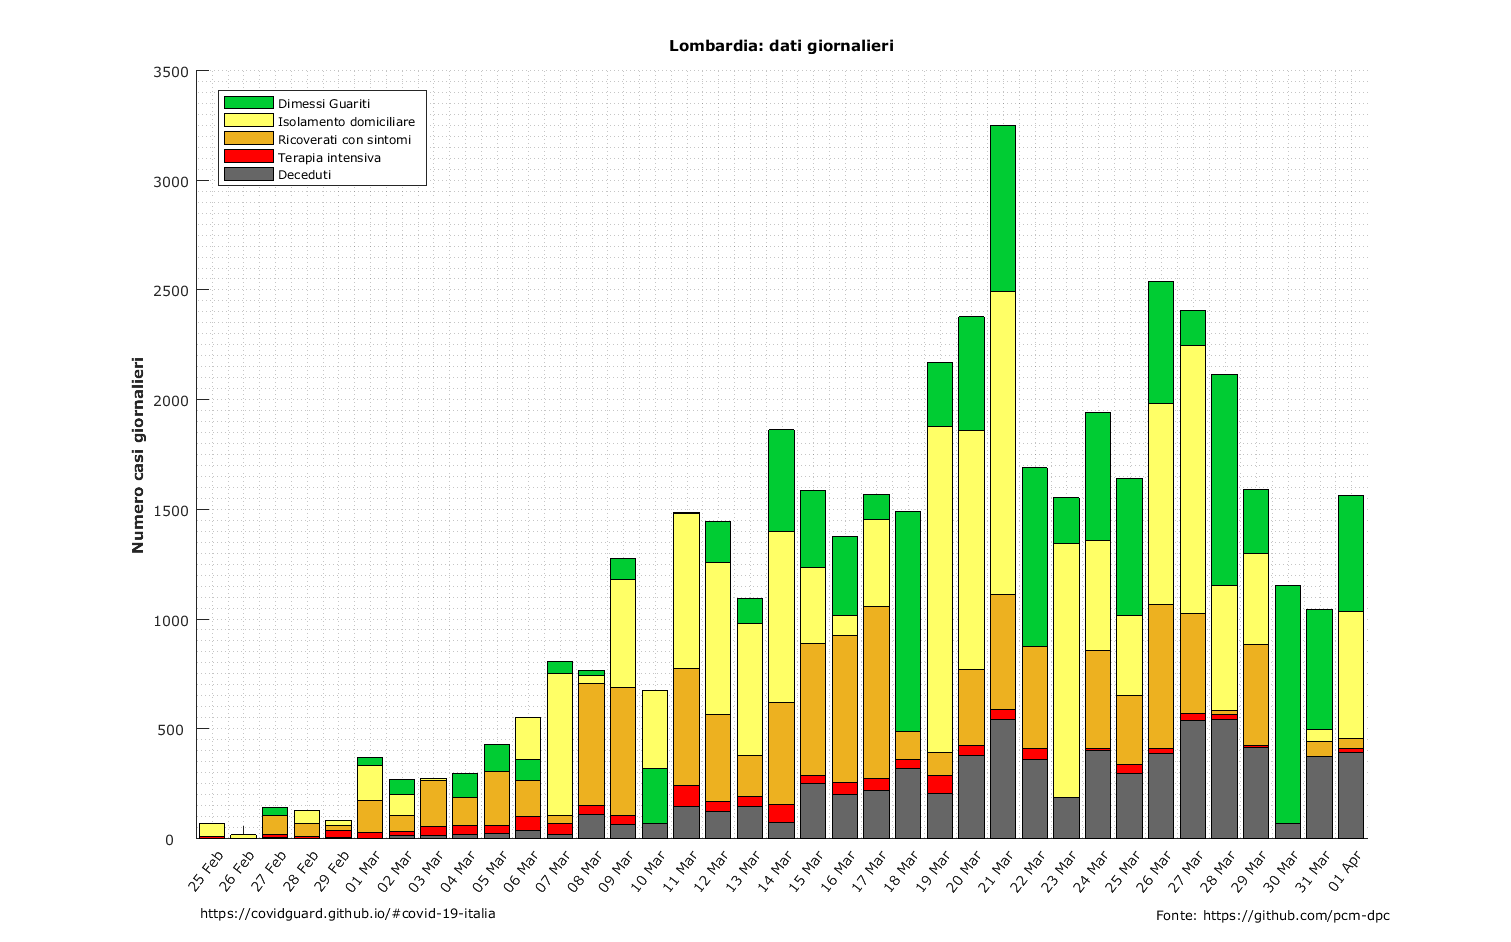 Lombardia: dati giornalieri
3500
3000
2500
2000
1500
1000
500
0
Numero casi giornalieri
Dimessi Guariti
Isolamento domiciliare
Ricoverati con sintomi
Terapia intensiva
Deceduti
25 Feb
26 Feb
27 Feb
28 Feb
29 Feb
01 Mar
02 Mar
03 Mar
04 Mar
05 Mar
06 Mar
07 Mar
08 Mar
09 Mar
10 Mar
11 Mar
12 Mar
13 Mar
14 Mar
15 Mar
16 Mar
17 Mar
18 Mar
19 Mar
20 Mar
21 Mar
22 Mar
23 Mar
24 Mar
25 Mar
26 Mar
27 Mar
28 Mar
29 Mar
30 Mar
31 Mar
01 Apr
https://covidguard.github.io/#covid-19-italia
Fonte: https://github.com/pcm-dpc